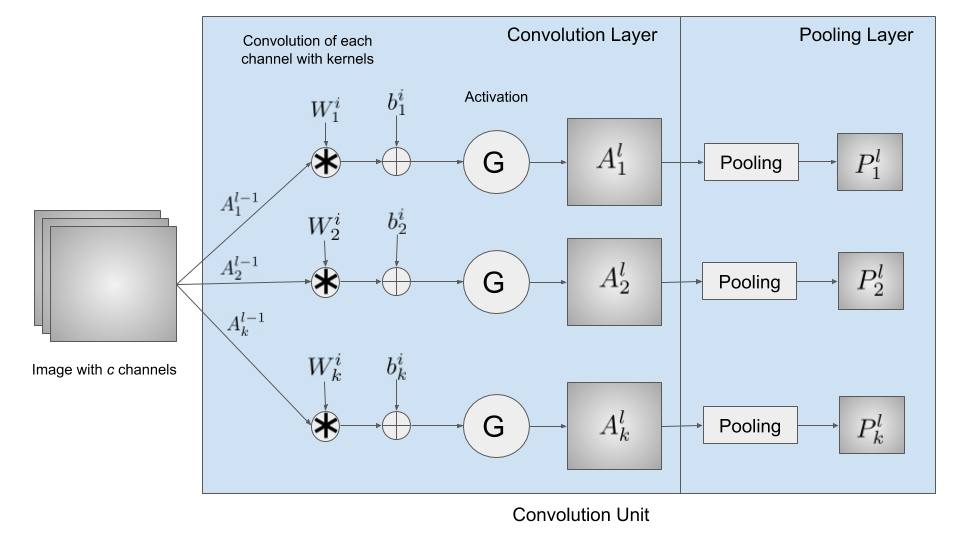 Convolution of each
channel with kernels
Convolution Layer
Pooling Layer
Activation
W_1^i
b_1^i
*
G
A_1^l
Pooling
P_1^l
A_1^{l-1}
W_2^i
b_2^i
A_2^{l-1}
*
G
A_2^l
Pooling
P_2^l
A_k^{l-1}
Image with c channels
W_k^i
b_k^i
*
G
A_k^l
Pooling
P_k^l
Convolution Unit